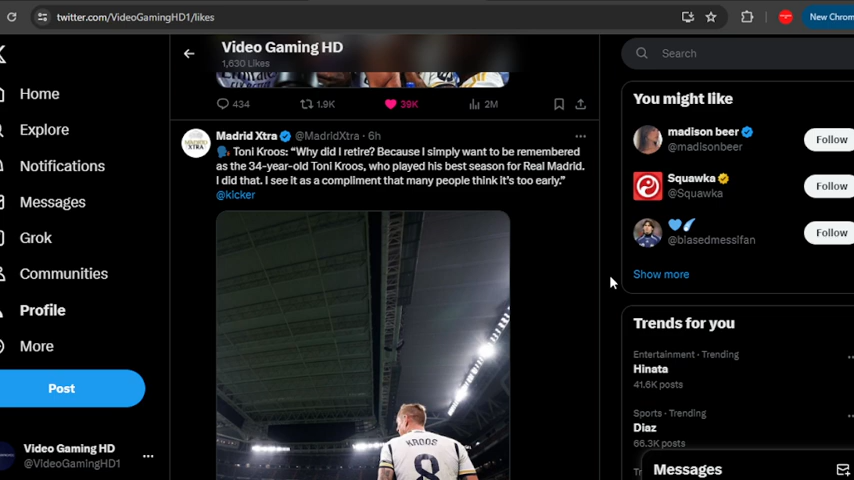 twitter.com/VideoGamingHD1/likes
New Chrom
Home
Explore
Notifications
Messages
Grok
Communities
Profile
More
Post
Video Gaming HD
@VideoGamingHD1
Video Gaming HD
1,630 Likes
434
1.9K
39K
2M
Madrid Xtra
@MadridXtra · 6h
Toni Kroos: “Why did I retire? Because I simply want to be remembered
as the 34-year-old Toni Kroos, who played his best season for Real Madrid.
I did that. I see it as a compliment that many people think it’s too early.”
@kicker
KROOS
8
Search
You might like
madison beer
@madisonbeer
Follow
Squawka
@Squawka
Follow
@blasedmesslfan
Follow
Show more
Trends for you
Entertainment · Trending
Hinata
41.6K posts
Sports · Trending
Diaz
66.3K posts
Messages